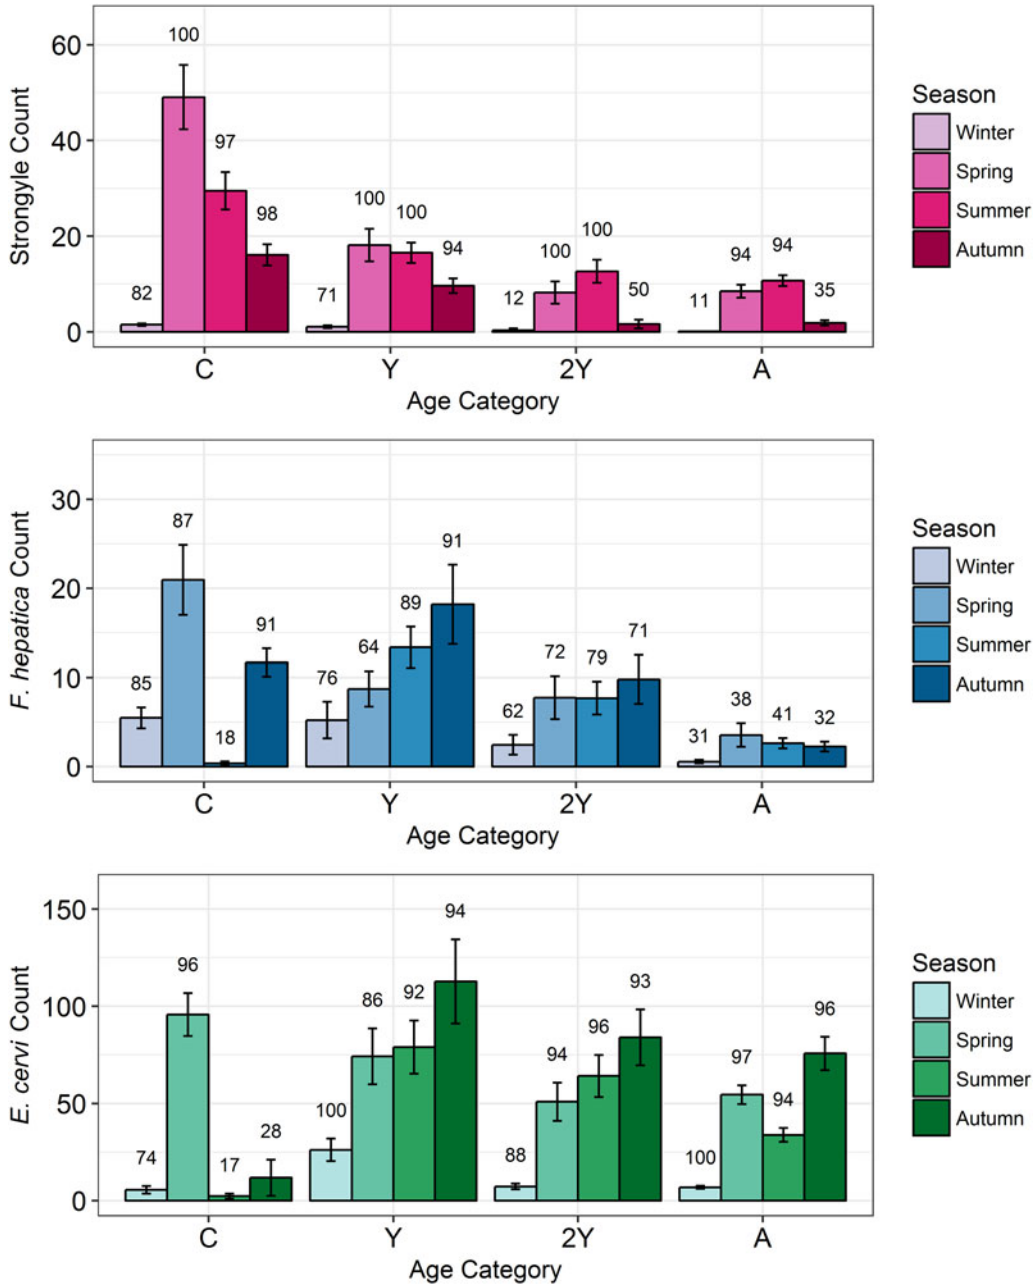 Strongyle Count
60
40
20
0
100
97
98
82
100
100
94
71
100
100
12
50
94
94
11
35
C
Y
2Y
A
Age Category
Season
Winter
Spring
Summer
Autumn
F. hepatica Count
30
20
10
0
87
91
85
18
91
89
76
64
72
79
71
62
31
38
41
32
C
Y
2Y
A
Age Category
Season
Winter
Spring
Summer
Autumn
E. cervi Count
150
100
50
0
96
74
17
28
94
86
92
100
94
96
93
88
97
96
100
94
C
Y
2Y
A
Age Category
Season
Winter
Spring
Summer
Autumn